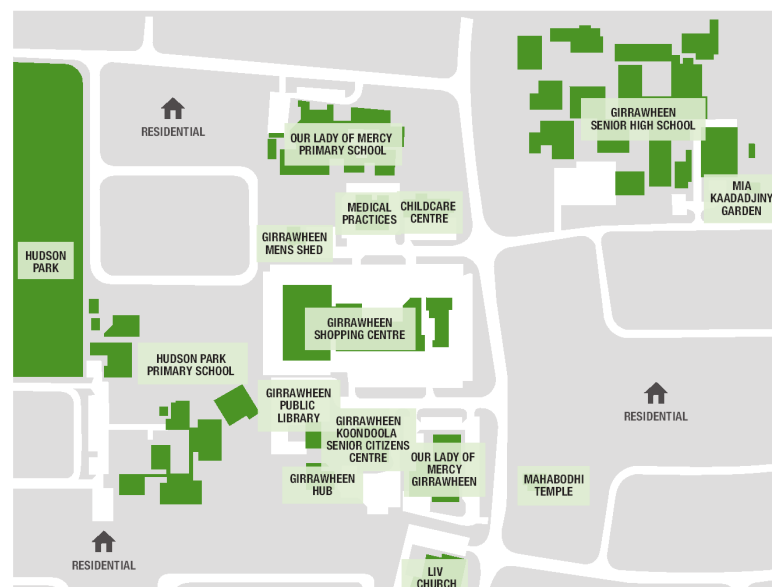 RESIDENTIAL
OUR LADY OF MERCY
PRIMARY SCHOOL
GIRRAWHEEN
SENIOR HIGH SCHOOL
MIA
KAADADJINY
GARDEN
MEDICAL
PRACTICES
CHILDCARE
CENTRE
GIRRAWHEEN
MENS SHED
HUDSON
PARK
GIRRAWHEEN
SHOPPING CENTRE
HUDSON PARK
PRIMARY SCHOOL
GIRRAWHEEN
PUBLIC
LIBRARY
GIRRAWHEEN
KOONDOOLA
SENIOR CITIZENS
CENTRE
RESIDENTIAL
OUR LADY OF
MERCY
GIRRAWHEEN
GIRRAWHEEN
HUB
MAHABODHI
TEMPLE
RESIDENTIAL
LIV
CHURCH